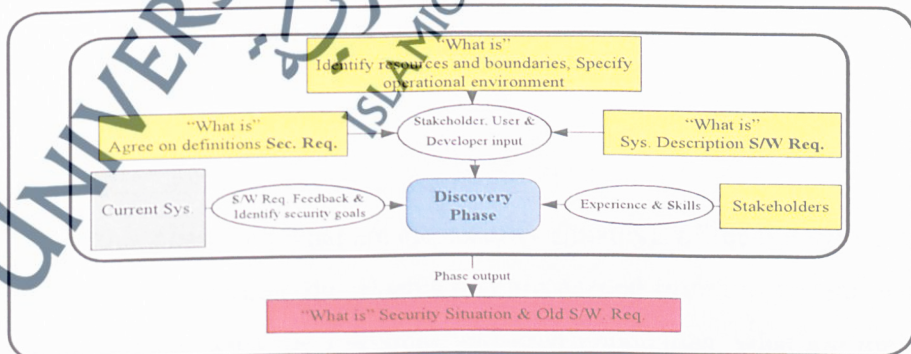 "What is"
Identify resources and boundaries, Specify
operational environment
"What is"
Agree on definitions Sec. Req.
Stakeholder, User &
Developer input
"What is"
Sys. Description S/W Req.
Current Sys.
S/W Req. Feedback &
Identify security goals
Discovery
Phase
Experience & Skills
Stakeholders
Phase output
"What is" Security Situation & Old S/W. Req.
UNIVER
ISLAMIC